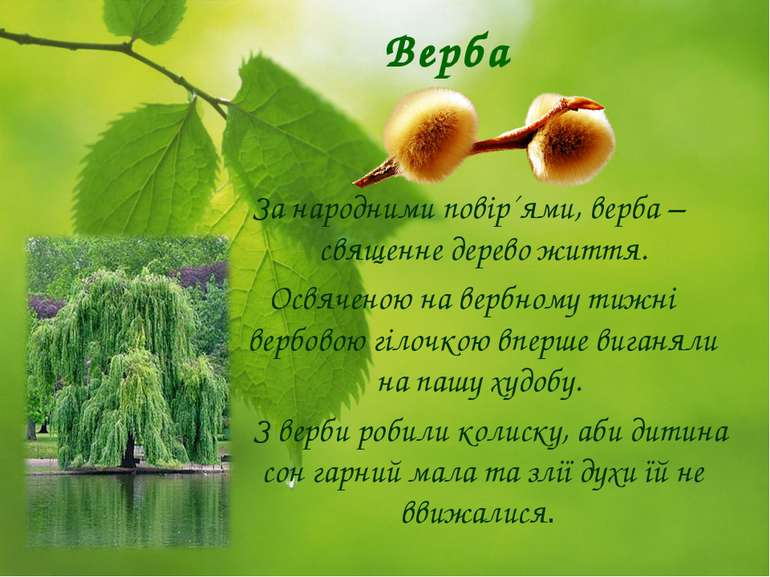 Верба
За народними повір´ями, верба –
священне дерево життя.
Освяченою на вербному тижні
вербовою гілочкою вперше виганяли
на пашу худобу.
З верби робили колиску, аби дитина
сон гарний мала та злії духи їй не
ввижалися.